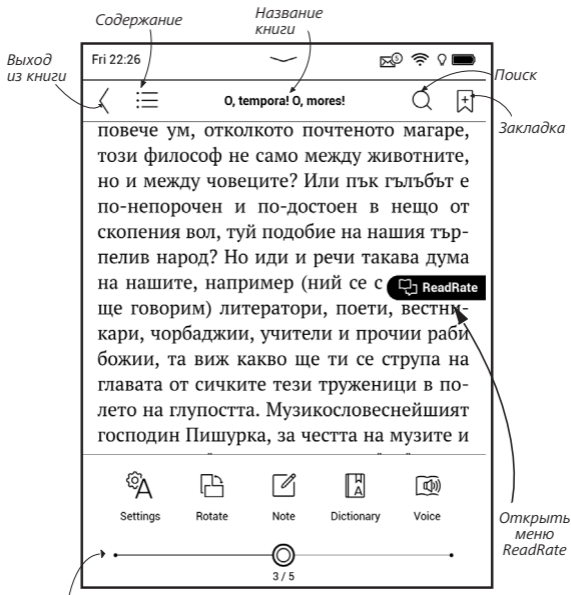 Название
книги
Содержание
Выход
из книги
Fri 22:26
5
Поиск
O, tempora! O, mores!
Закладка
повече ум, отколкото почтеното магаре,
този философ не само между животните,
но и между човеците? Или пък гълъбът е
по-непорочен и по-достоен в нещо от
скопения вол, туй подобие на нашия тър-
пелив народ? Но иди и речи такава дума
на нашите, например (ний се с
ReadRate
ще говорим) литератори, поети, вестни-
кари, чорбаджии, учители и прочии раби
божии, та виж какво ще ти се струпа на
главата от сичките тези труженици в по-
лето на глупостта. Музикословеснейшият
господин Пишурка, за честта на музите и
Settings Rotate Note Dictionary Voice
Открыть
меню
ReadRate
3 / 5